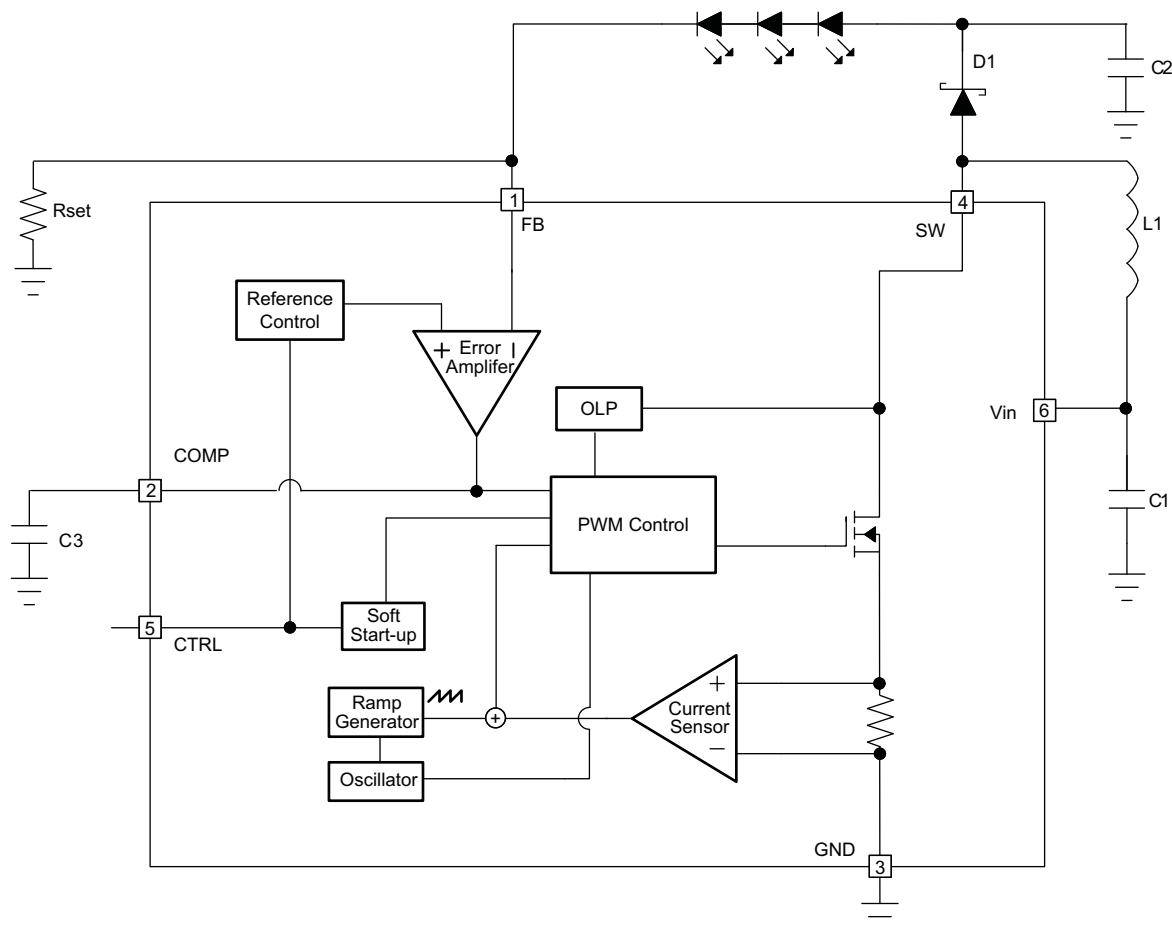 D1
C2
Rset
1
FB
4
SW
L1
Reference
Control
+ Error −
Amplifer
OLP
Vin
6
COMP
2
PWM Control
C1
C3
5
CTRL
Soft
Start-up
Ramp
Generator
+
+
Current
Sensor
−
Oscillator
GND
3